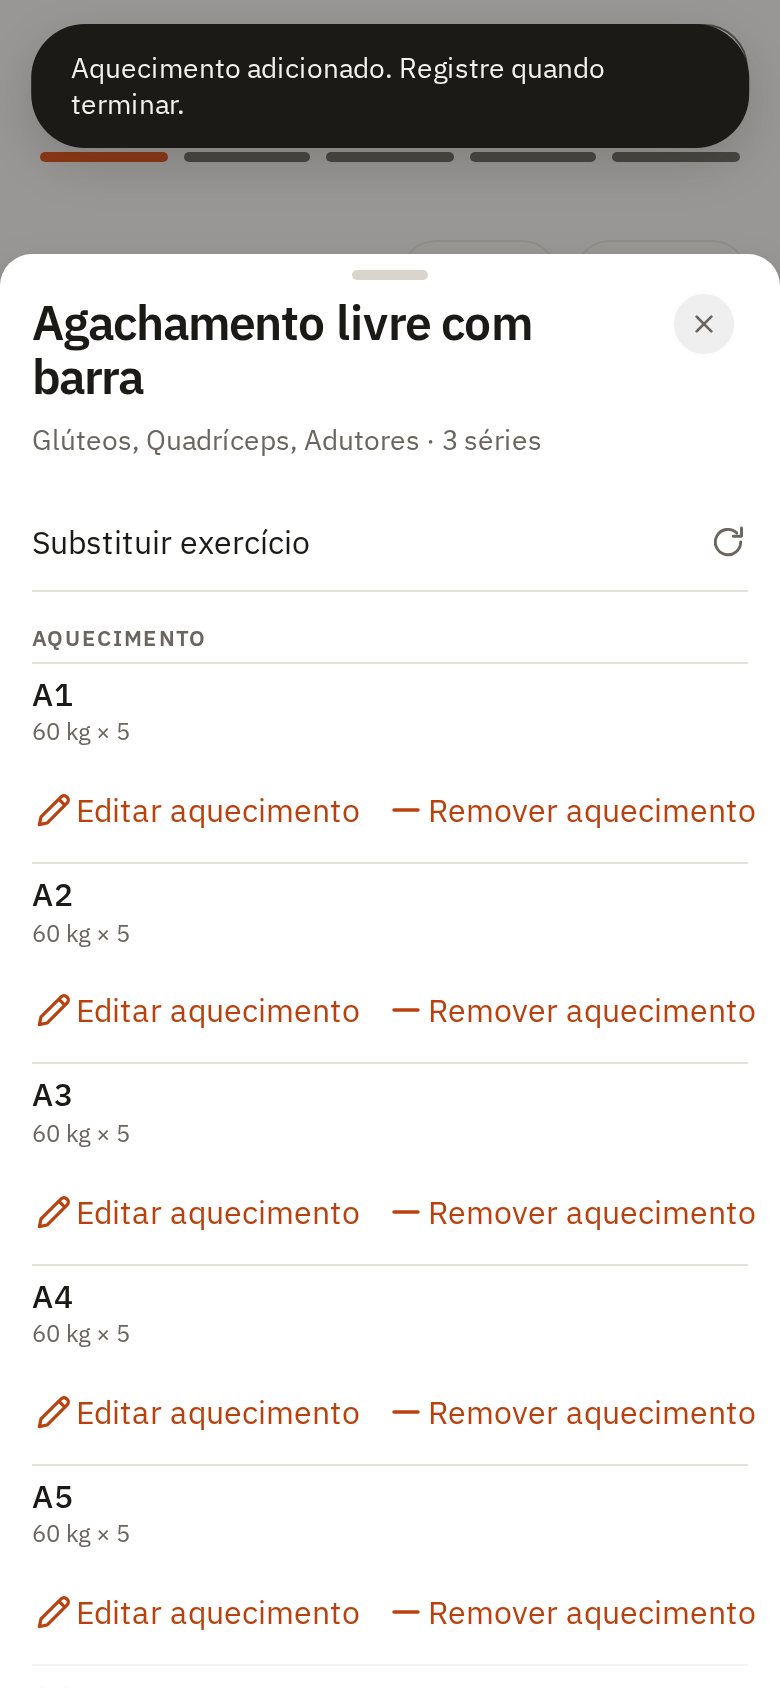 Aquecimento adicionado. Registre quando
terminar.
Agachamento livre com
barra
Glúteos, Quadríceps, Adutores · 3 séries
Substituir exercício
AQUECIMENTO
A1
60 kg × 5
Editar aquecimento
Remover aquecimento
A2
60 kg × 5
Editar aquecimento
Remover aquecimento
A3
60 kg × 5
Editar aquecimento
Remover aquecimento
A4
60 kg × 5
Editar aquecimento
Remover aquecimento
A5
60 kg × 5
Editar aquecimento
Remover aquecimento